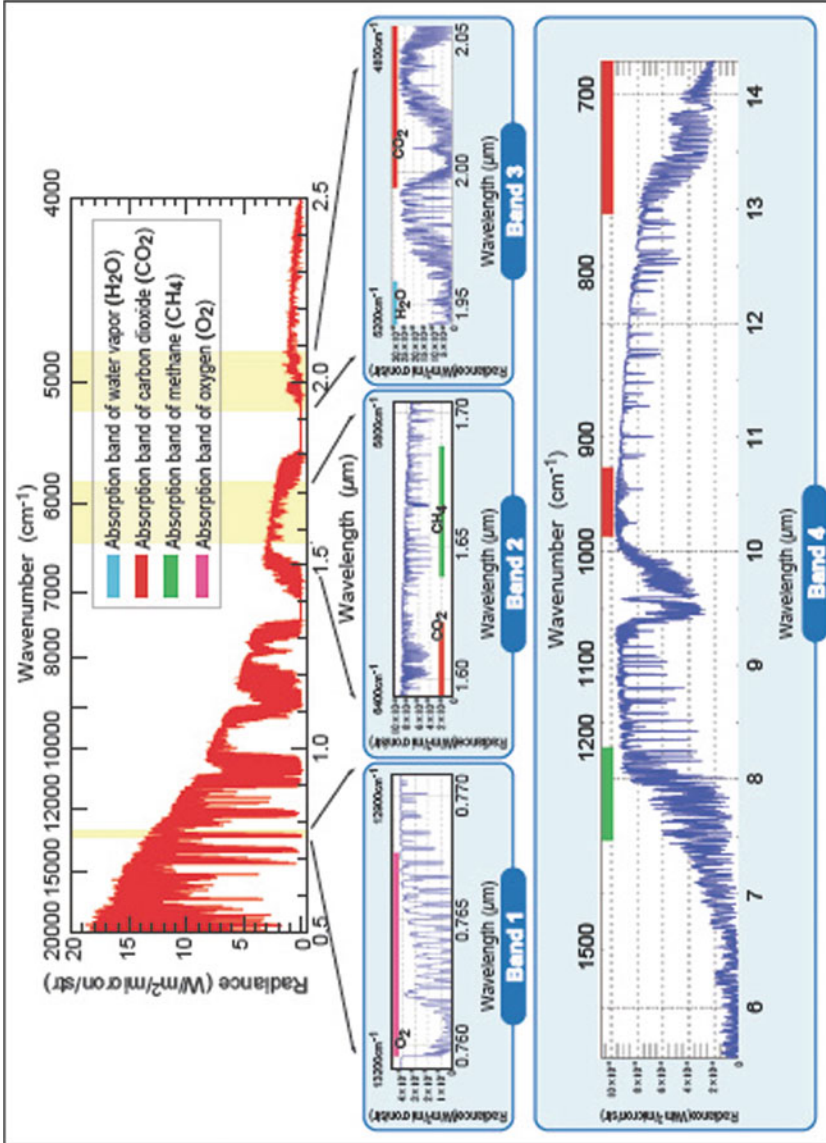 Wavenumber (cm⁻¹)
20000 15000 12000 10000 8000 7000 6000 5000 4000
Radiance (W/m²/micron/str)
20
15
10
5
0
Absorption band of water vapor (H₂O)
Absorption band of carbon dioxide (CO₂)
Absorption band of methane (CH₄)
Absorption band of oxygen (O₂)
0.5 1.0 1.5 2.0 2.5
Wavelength (μm)
13200cm⁻¹ 12900cm⁻¹
O₂
0
0.760 0.765 0.770
Wavelength (μm)
Band 1
6400cm⁻¹ 5800cm⁻¹
CO₂ CH₄
0
1.60 1.65 1.70
Wavelength (μm)
Band 2
5200cm⁻¹ 4800cm⁻¹
H₂O CO₂
0
1.95 2.00 2.05
Wavelength (μm)
Band 3
1500 1200 1100 1000 900 800 700
Wavenumber (cm⁻¹)
0
6 7 8 9 10 11 12 13 14
Wavelength (μm)
Band 4